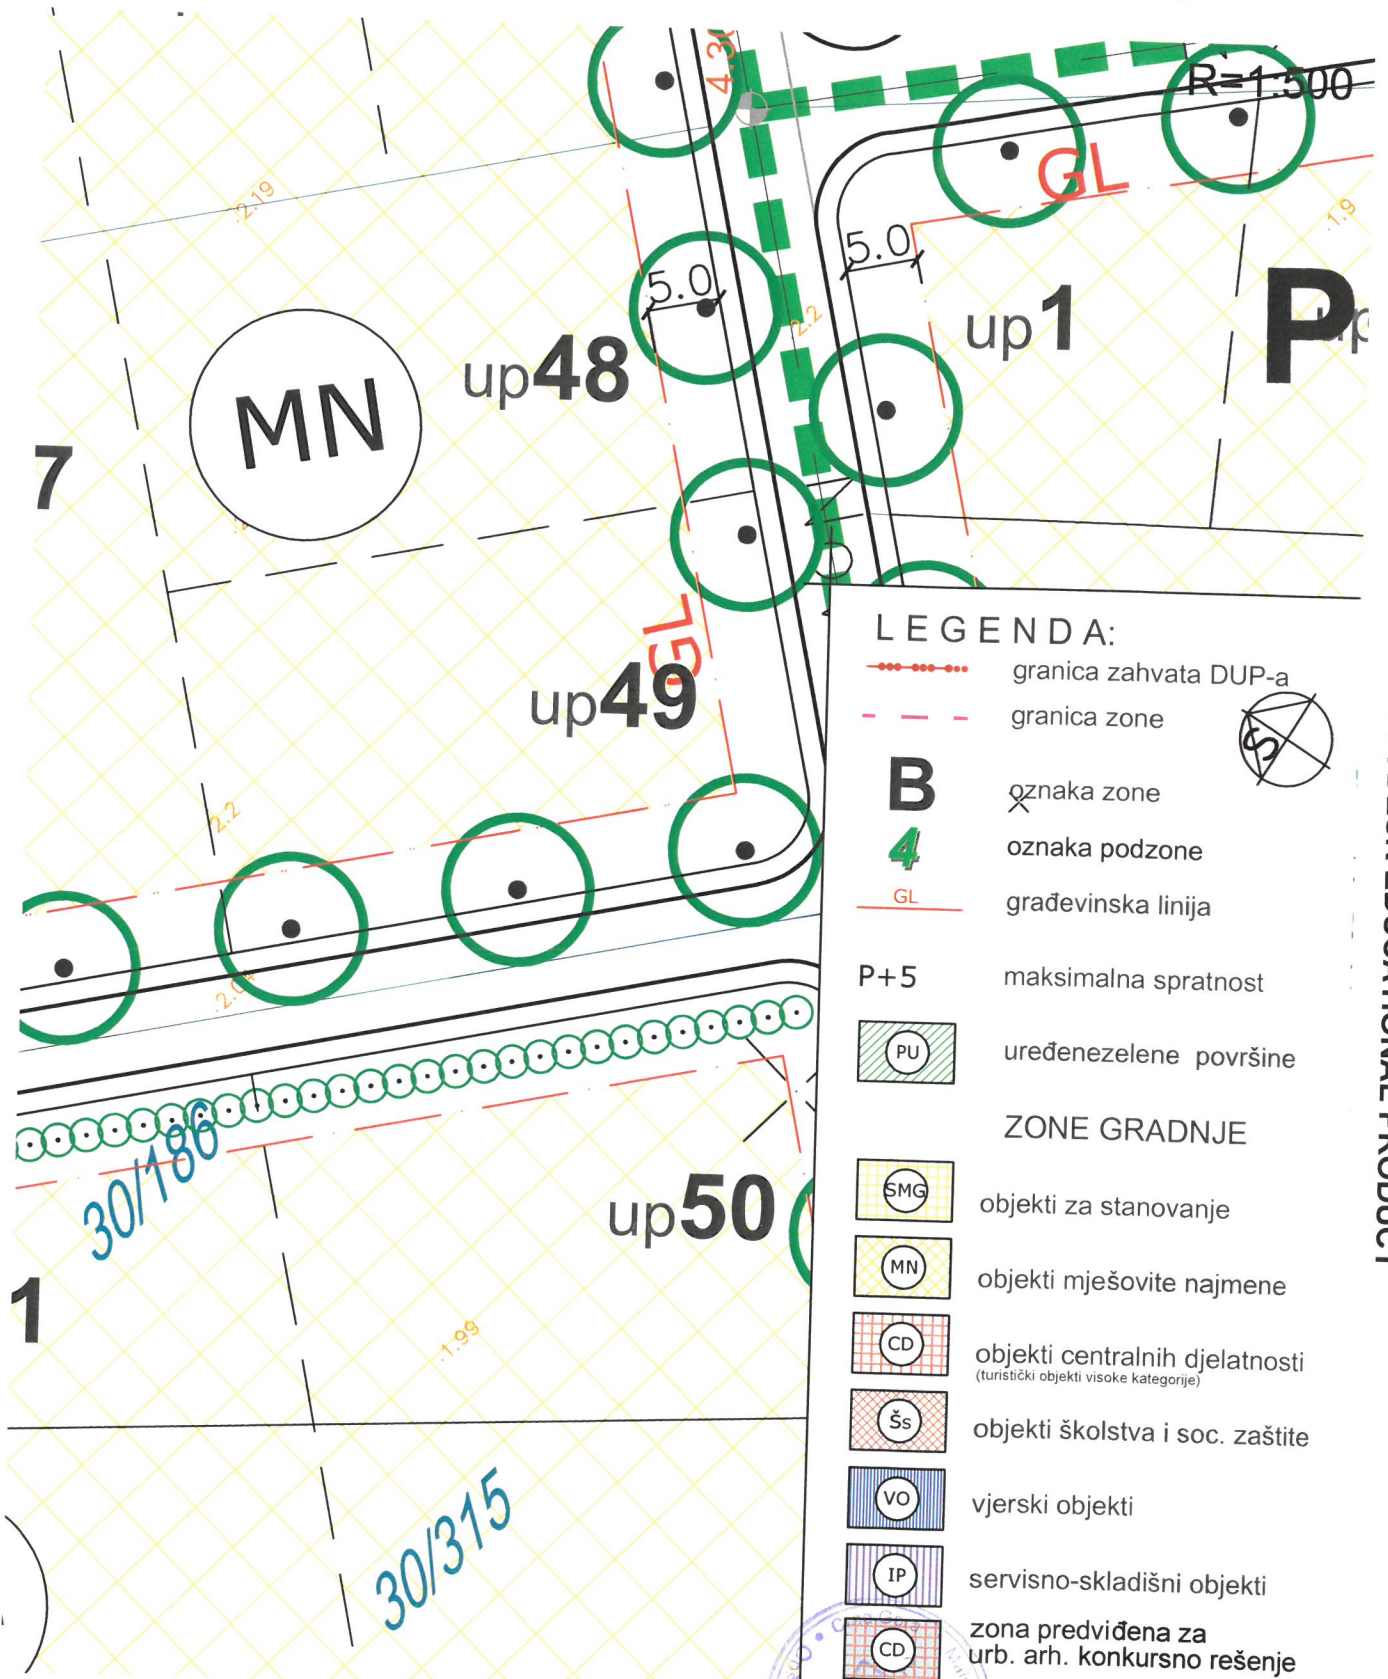 4.30
R=1:500
GL
2.19
1.9
5.0
5.0
2.2
up1
P
up48
MN
7
GL
up49
2.2
2.04
30/186
up50
1
1.99
30/315
LEGENDA:
granica zahvata DUP-a
granica zone
S
B oznaka zone
4 oznaka podzone
GL građevinska linija
P+5 maksimalna spratnost
PU uređenezelene površine
ZONE GRADNJE
SMG objekti za stanovanje
MN objekti mješovite najmene
CD objekti centralnih djelatnosti
(turistički objekti visoke kategorije)
Šs objekti školstva i soc. zaštite
VO vjerski objekti
IP servisno-skladišni objekti
CD zona predviđena za
urb. arh. konkursno rešenje